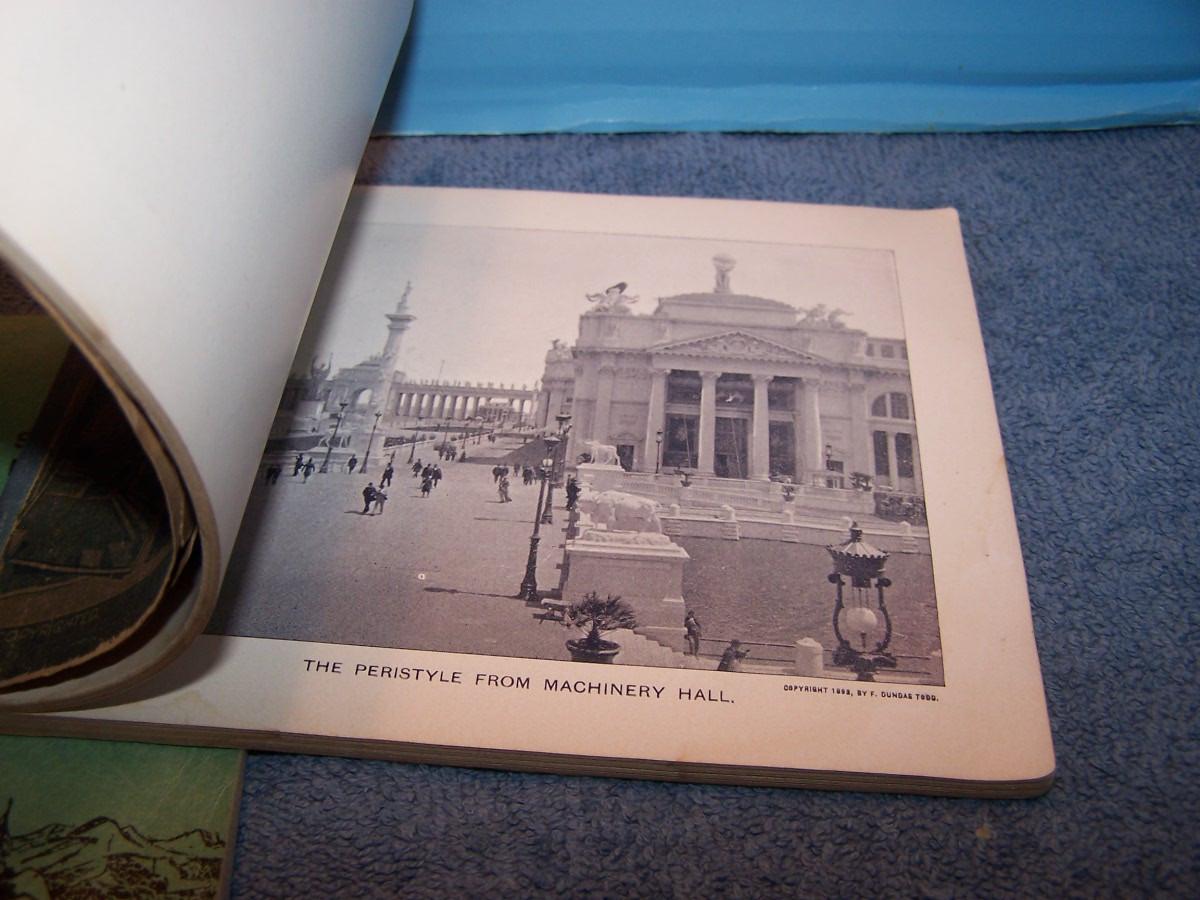 THE PERISTYLE FROM MACHINERY HALL.
COPYRIGHT 1893, BY F. DUNDAS TODD.